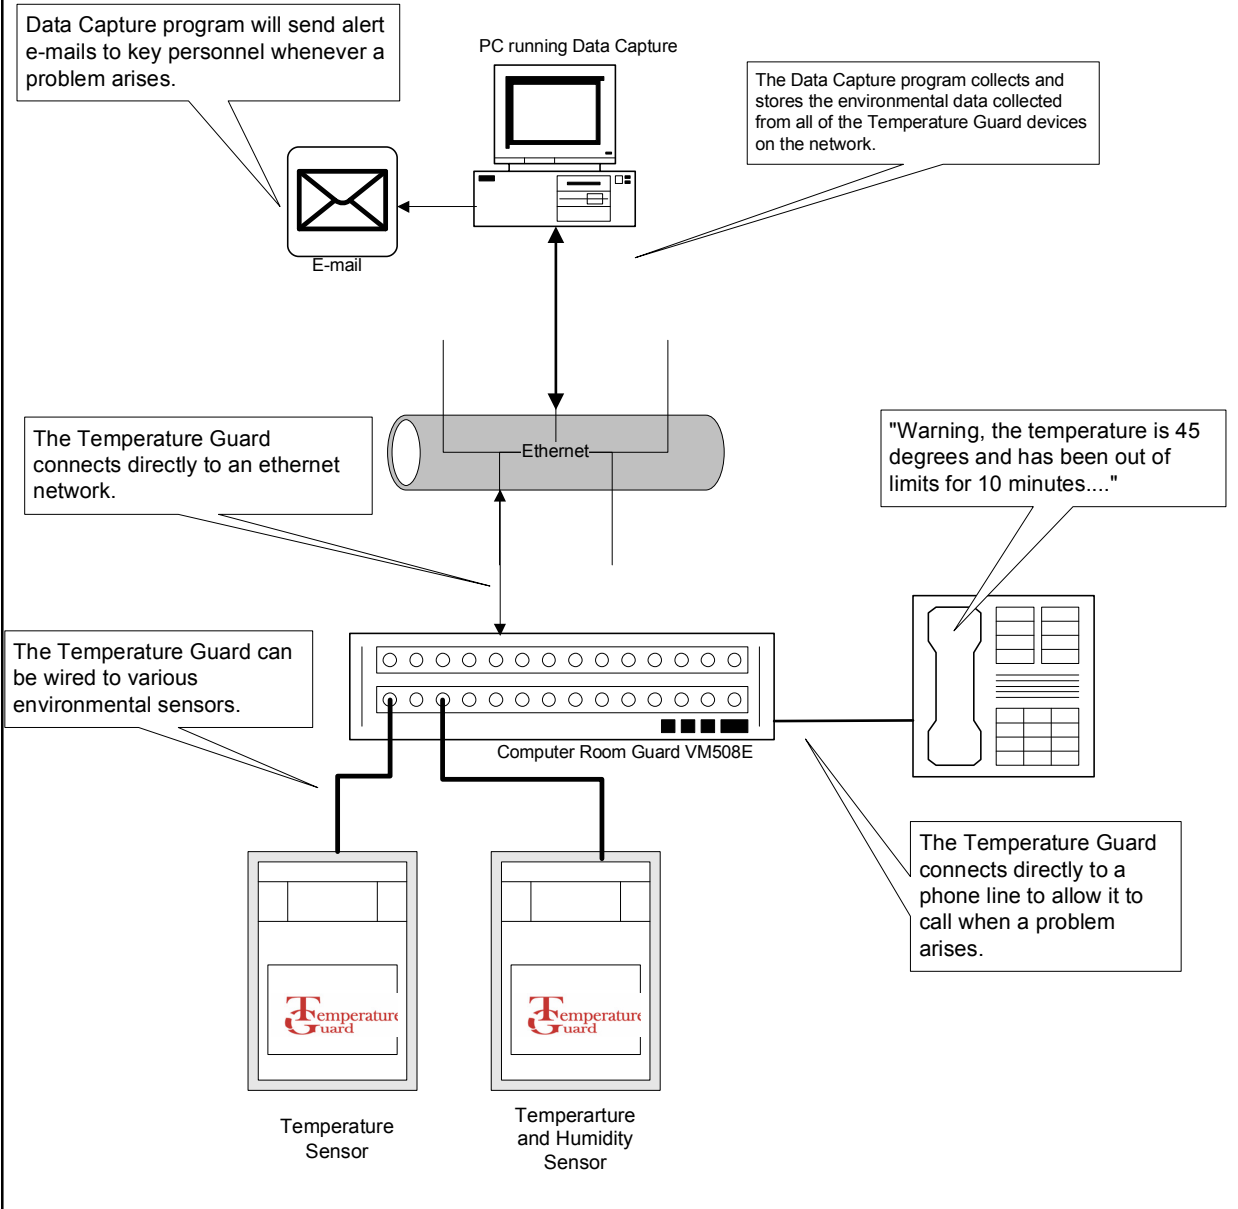 Data Capture program will send alert
e-mails to key personnel whenever a
problem arises.
PC running Data Capture
The Data Capture program collects and
stores the environmental data collected
from all of the Temperature Guard devices
on the network.
E-mail
The Temperature Guard
connects directly to an ethernet
network.
Ethernet
"Warning, the temperature is 45
degrees and has been out of
limits for 10 minutes...."
The Temperature Guard can
be wired to various
environmental sensors.
Computer Room Guard VM508E
The Temperature Guard
connects directly to a
phone line to allow it to
call when a problem
arises.
Temperature
Guard
Temperature
Guard
Temperature
Sensor
Temperarture
and Humidity
Sensor